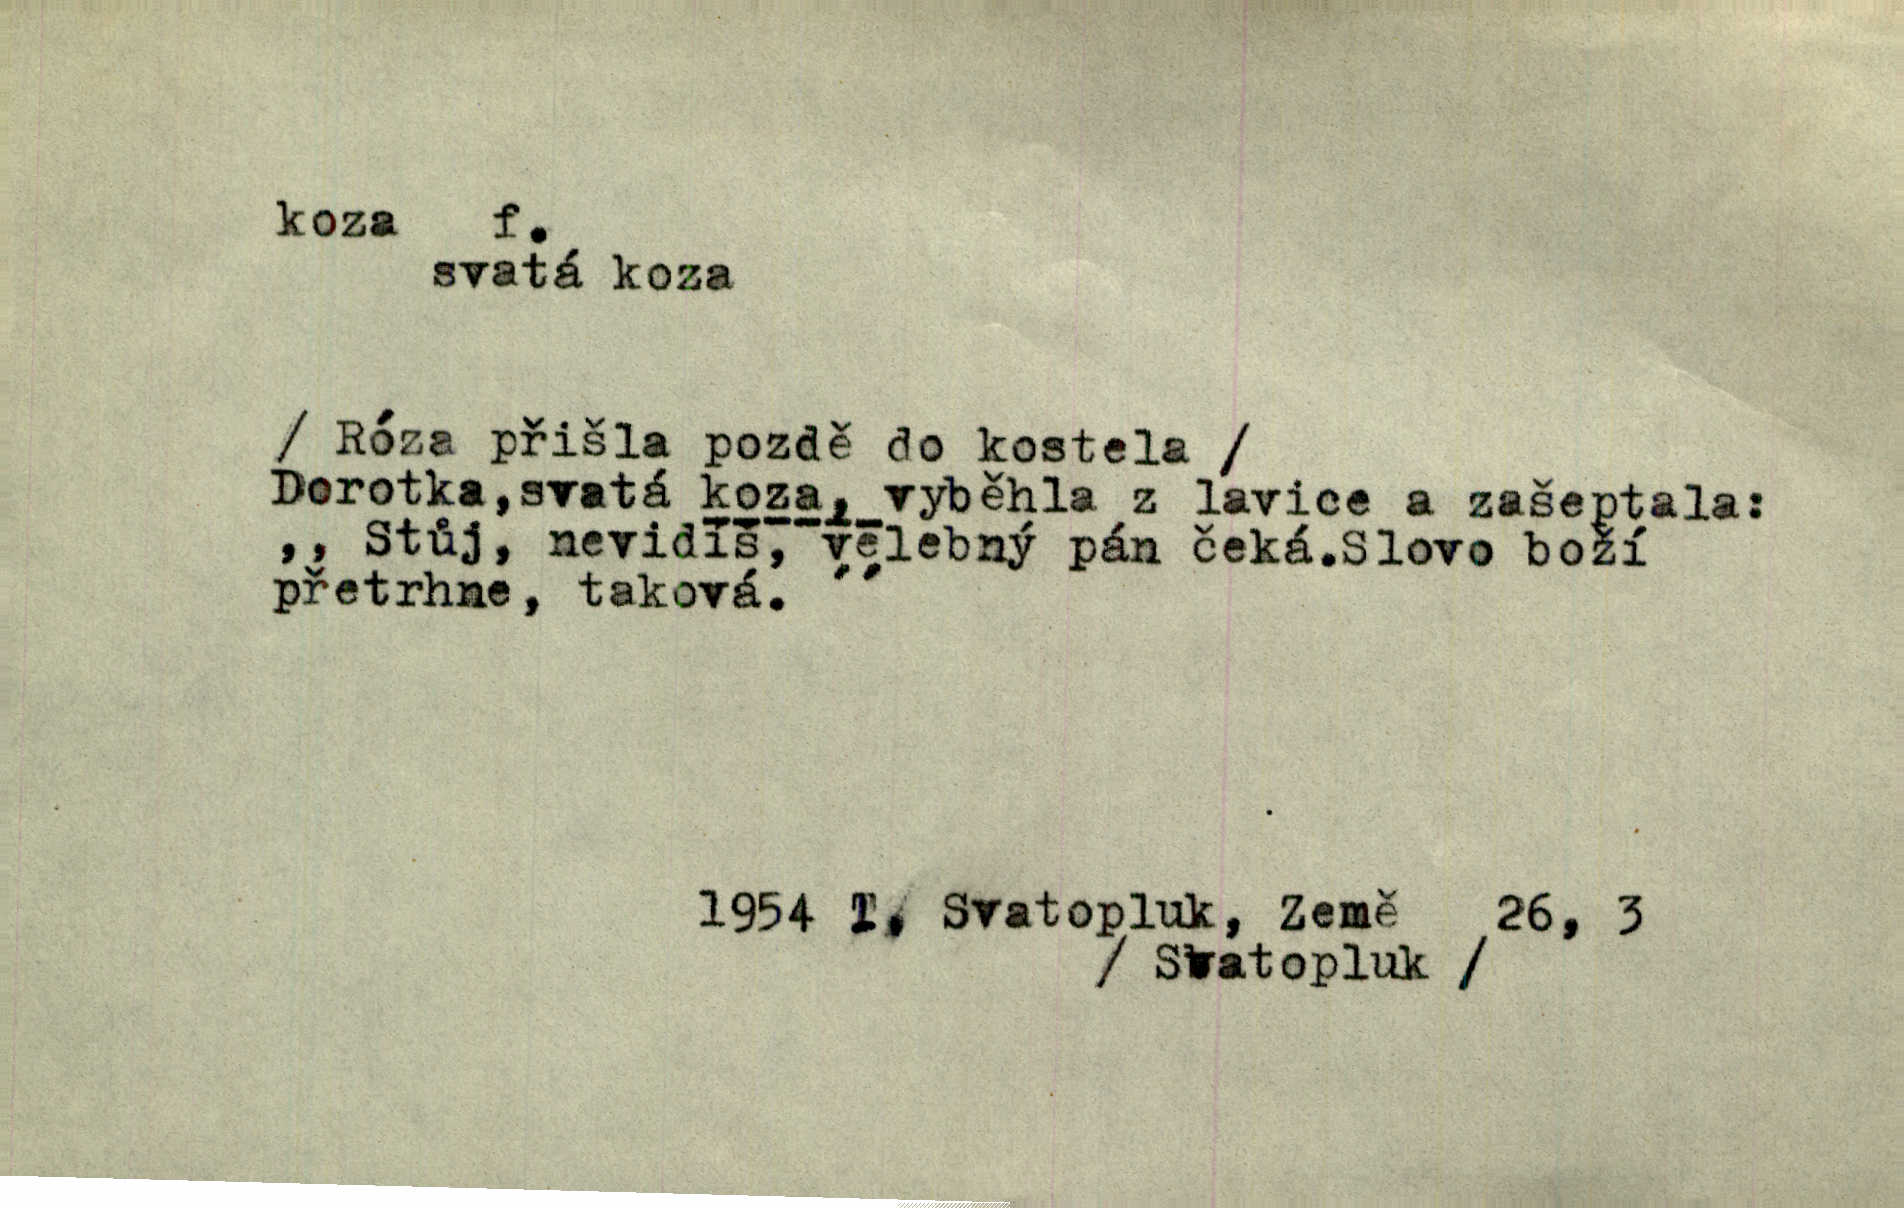 koza f.
svatá koza
/ Róza přišla pozdě do kostela /
Dorotka,svatá koza, vyběhla z lavice a zašeptala:
,, Stůj, nevidíš, velebný pán čeká.Slovo boží
přetrhne, taková. ´´
1954 T. Svatopluk, Země 26, 3
/ Svatopluk /